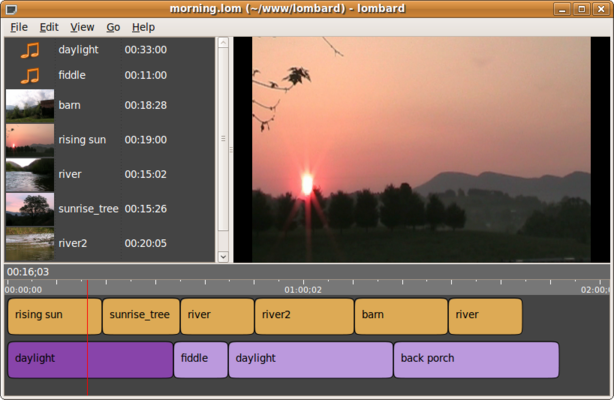 morning.lom (~/www/lombard) - lombard
File Edit View Go Help
daylight 00:33:00
fiddle 00:11:00
barn 00:18:28
rising sun 00:19:00
river 00:15:02
sunrise_tree 00:15:26
river2 00:20:05
00:16;03
00:00;00 01:00;02 02:00;0
rising sun sunrise_tree river river2 barn river
daylight fiddle daylight back porch